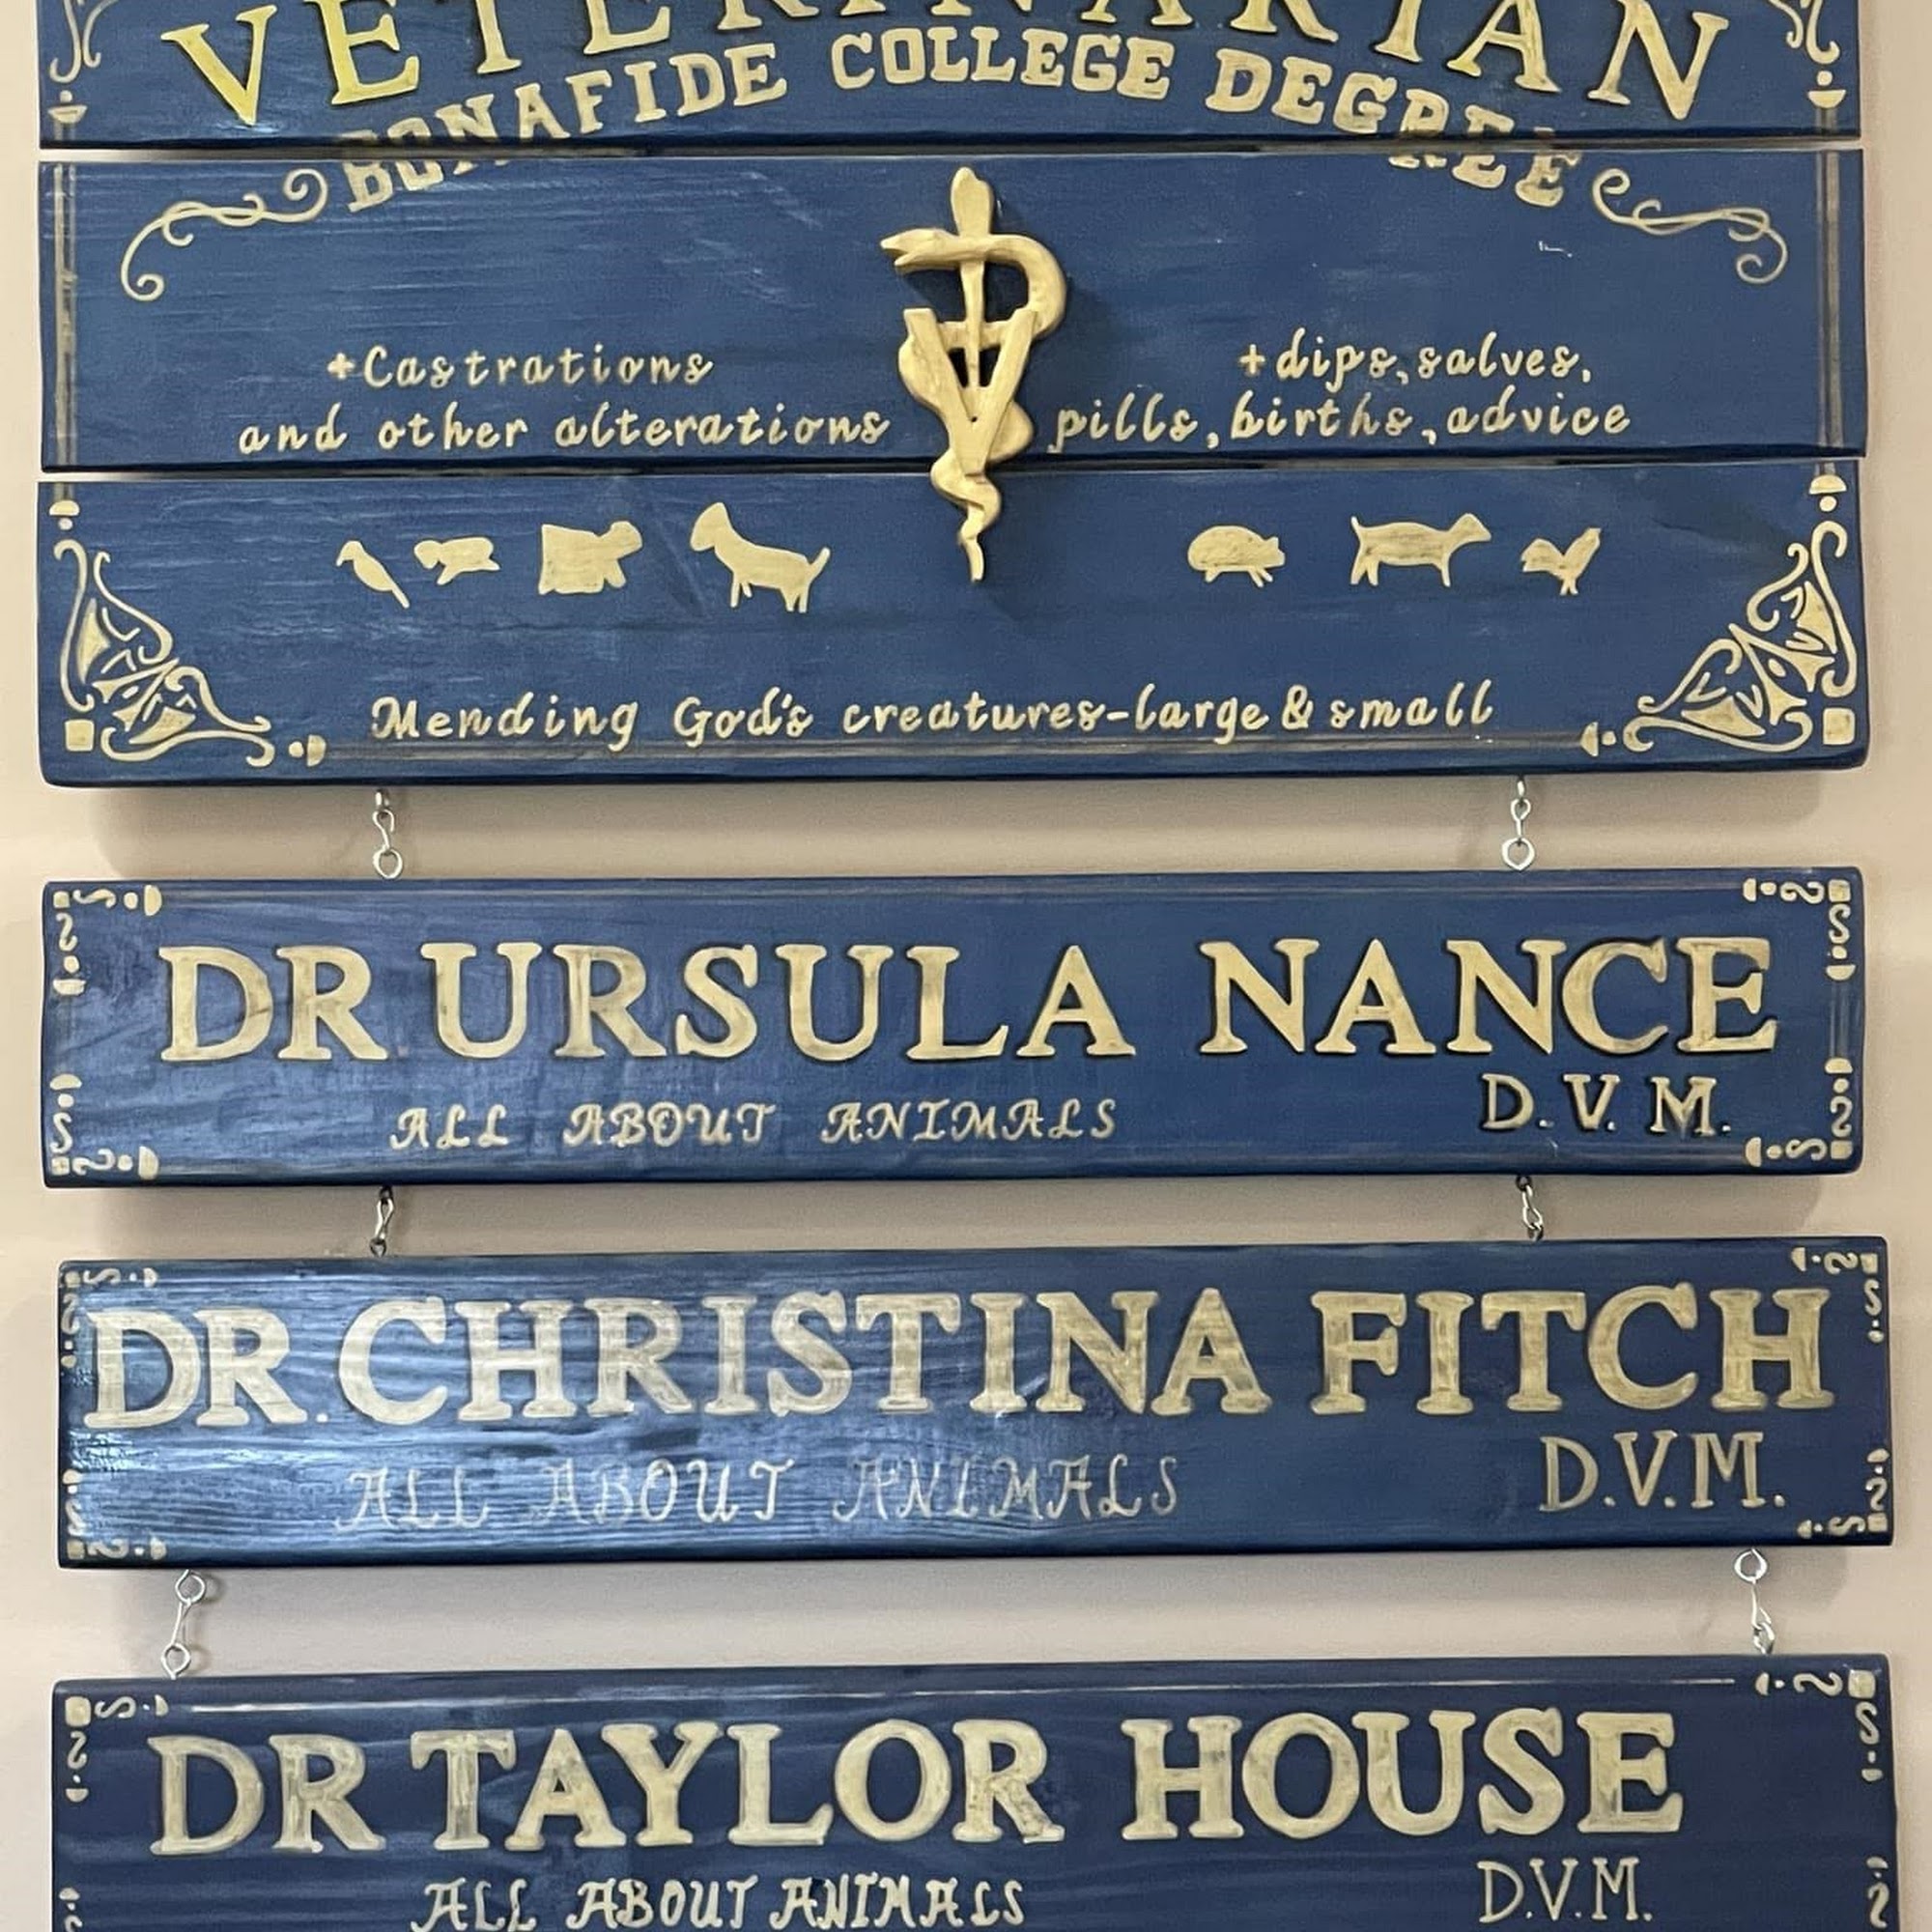 VETERINARIAN
BONAFIDE COLLEGE DEGREE
+Castrations
and other alterations
+dips, salves,
pills, births, advice
Mending God's creatures-large & small
DR URSULA NANCE
D.V.M.
ALL ABOUT ANIMALS
DR. CHRISTINA FITCH
D.V.M.
ALL ABOUT ANIMALS
DR TAYLOR HOUSE
D.V.M.
ALL ABOUT ANIMALS